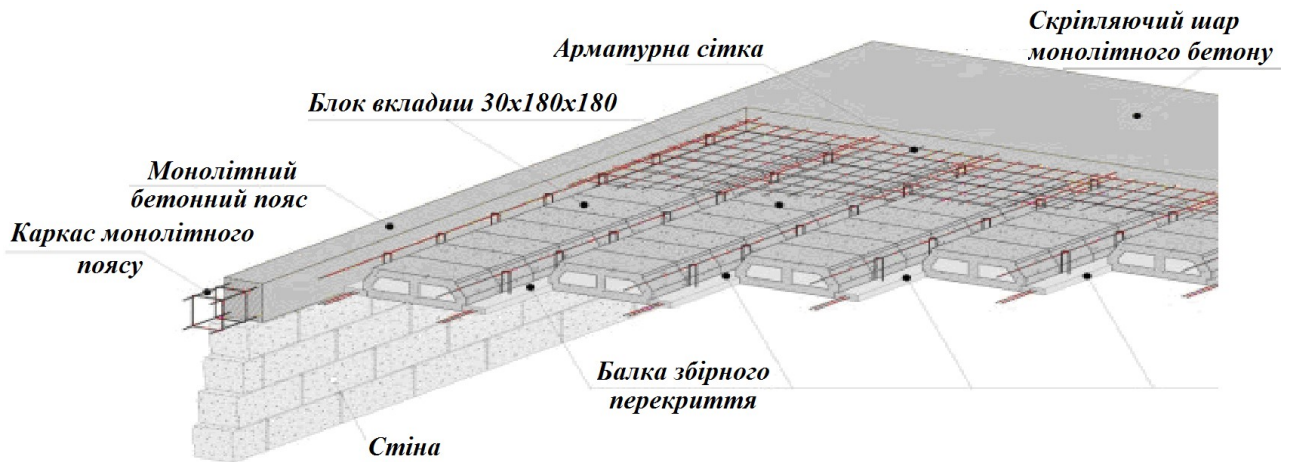 Скріпляючий шар
монолітного бетону
Арматурна сітка
Блок вкладиш 30х180х180
Монолітний
бетонний пояс
Каркас монолітного
поясу
Балка збірного
перекриття
Стіна